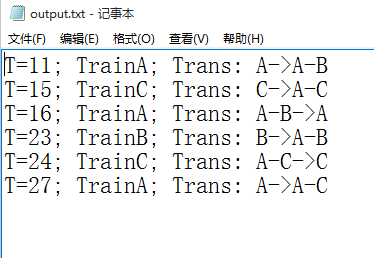 output.txt - 记事本
文件(F) 编辑(E) 格式(O) 查看(V) 帮助(H)
T=11; TrainA; Trans: A->A-B
T=15; TrainC; Trans: C->A-C
T=16; TrainA; Trans: A-B->A
T=23; TrainB; Trans: B->A-B
T=24; TrainC; Trans: A-C->C
T=27; TrainA; Trans: A->A-C